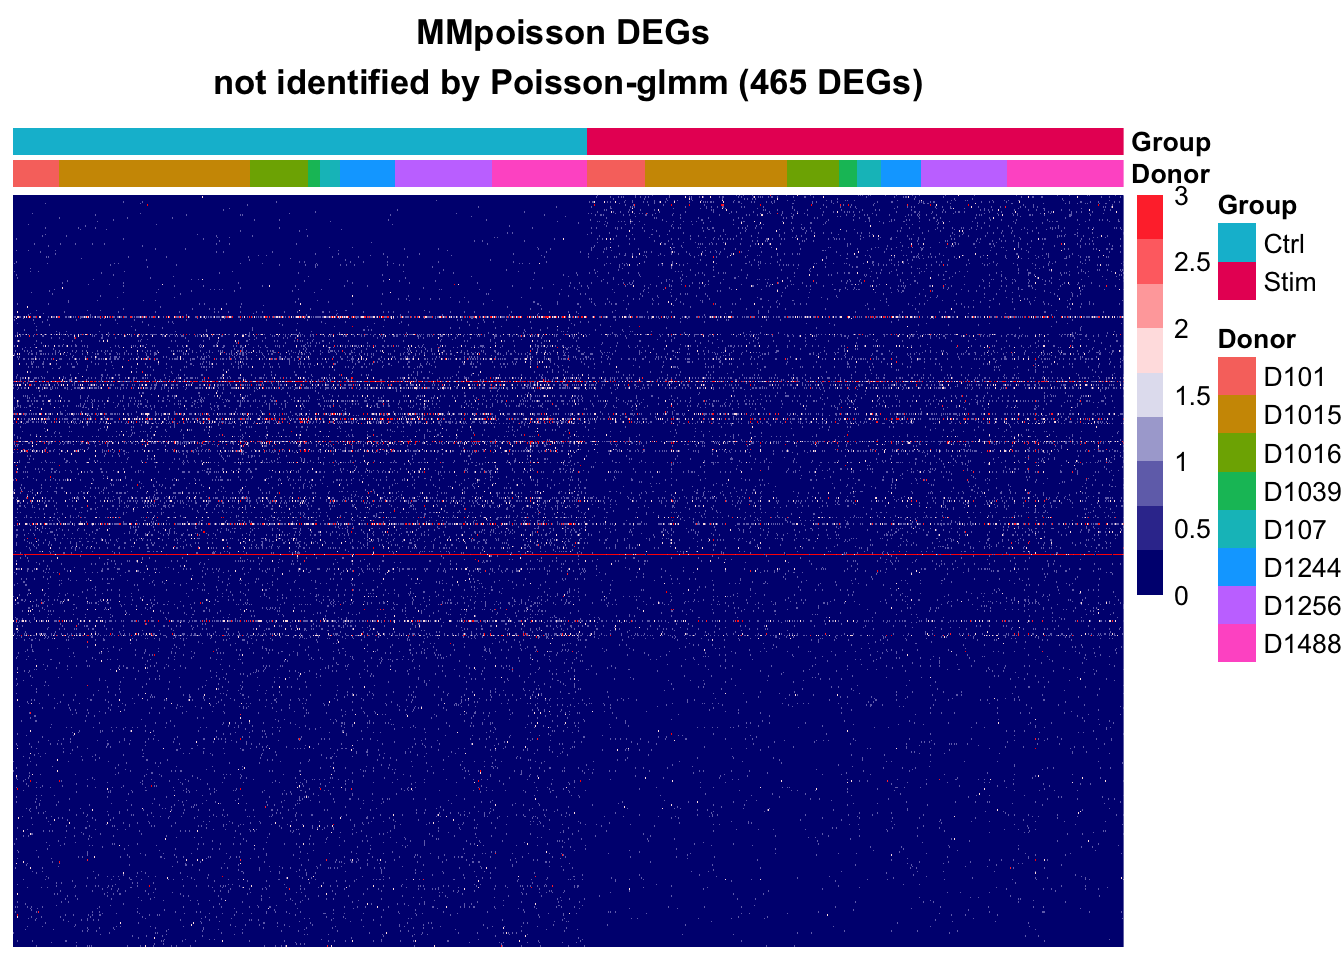 MMpoisson DEGs
not identified by Poisson-glmm (465 DEGs)
Group
Donor
3
2.5
2
1.5
1
0.5
0
Group
Ctrl
Stim
Donor
D101
D1015
D1016
D1039
D107
D1244
D1256
D1488